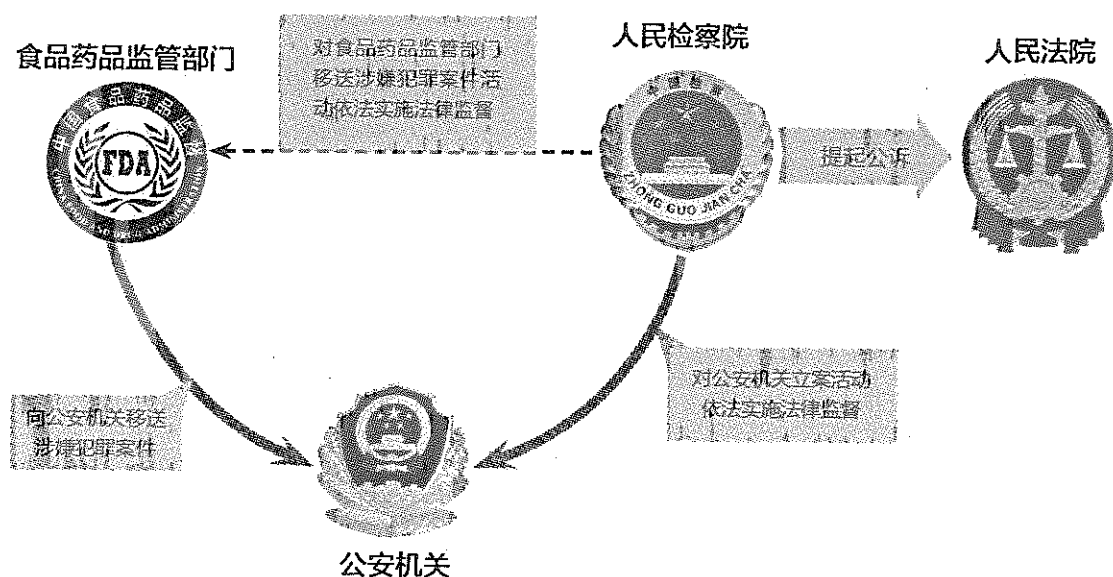 食品药品监管部门
对食品药品监管部门
移送涉嫌犯罪案件活
动依法实施法律监督
人民检察院
人民法院
FDA
ZHONG GUO JIAN CHA
提起公诉
向公安机关移送
涉嫌犯罪案件
对公安机关立案活动
依法实施法律监督
公安机关